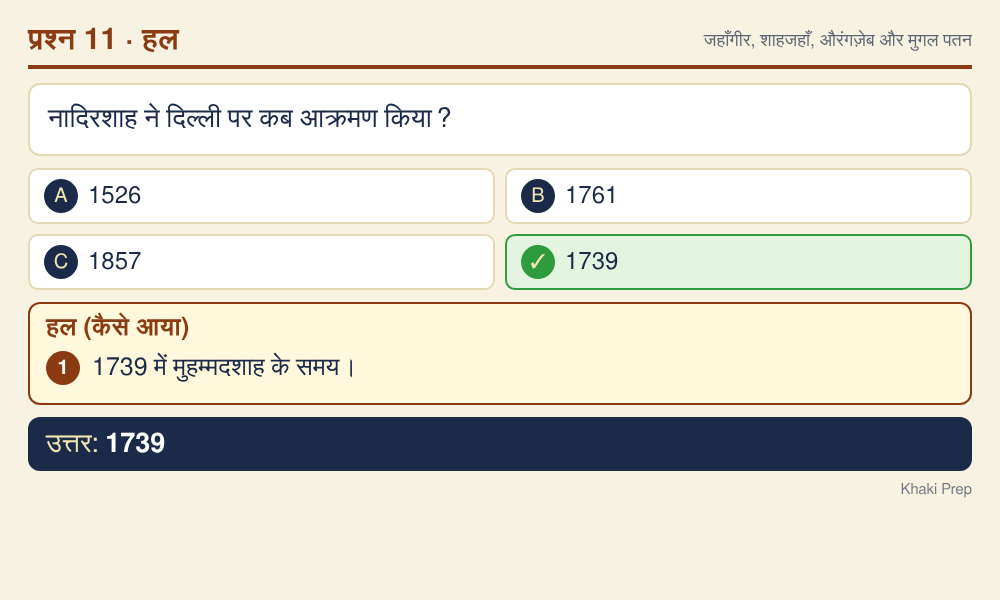 प्रश्न 11 · हल
जहाँगीर, शाहजहाँ, औरंगज़ेब और मुगल पतन
नादिरशाह ने दिल्ली पर कब आक्रमण किया ?
A 1526
B 1761
C 1857
✓ 1739
हल (कैसे आया)
1 1739 में मुहम्मदशाह के समय।
उत्तर: 1739
Khaki Prep